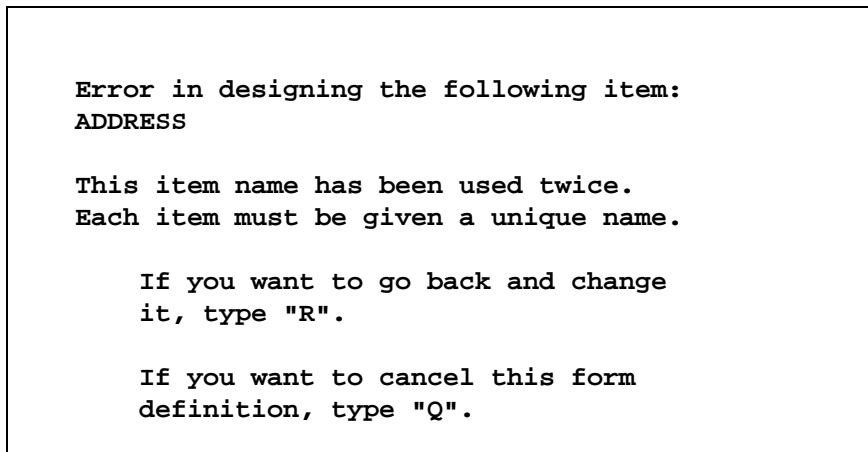 Error in designing the following item:
ADDRESS
This item name has been used twice.
Each item must be given a unique name.
If you want to go back and change
it, type "R".
If you want to cancel this form
definition, type "Q".